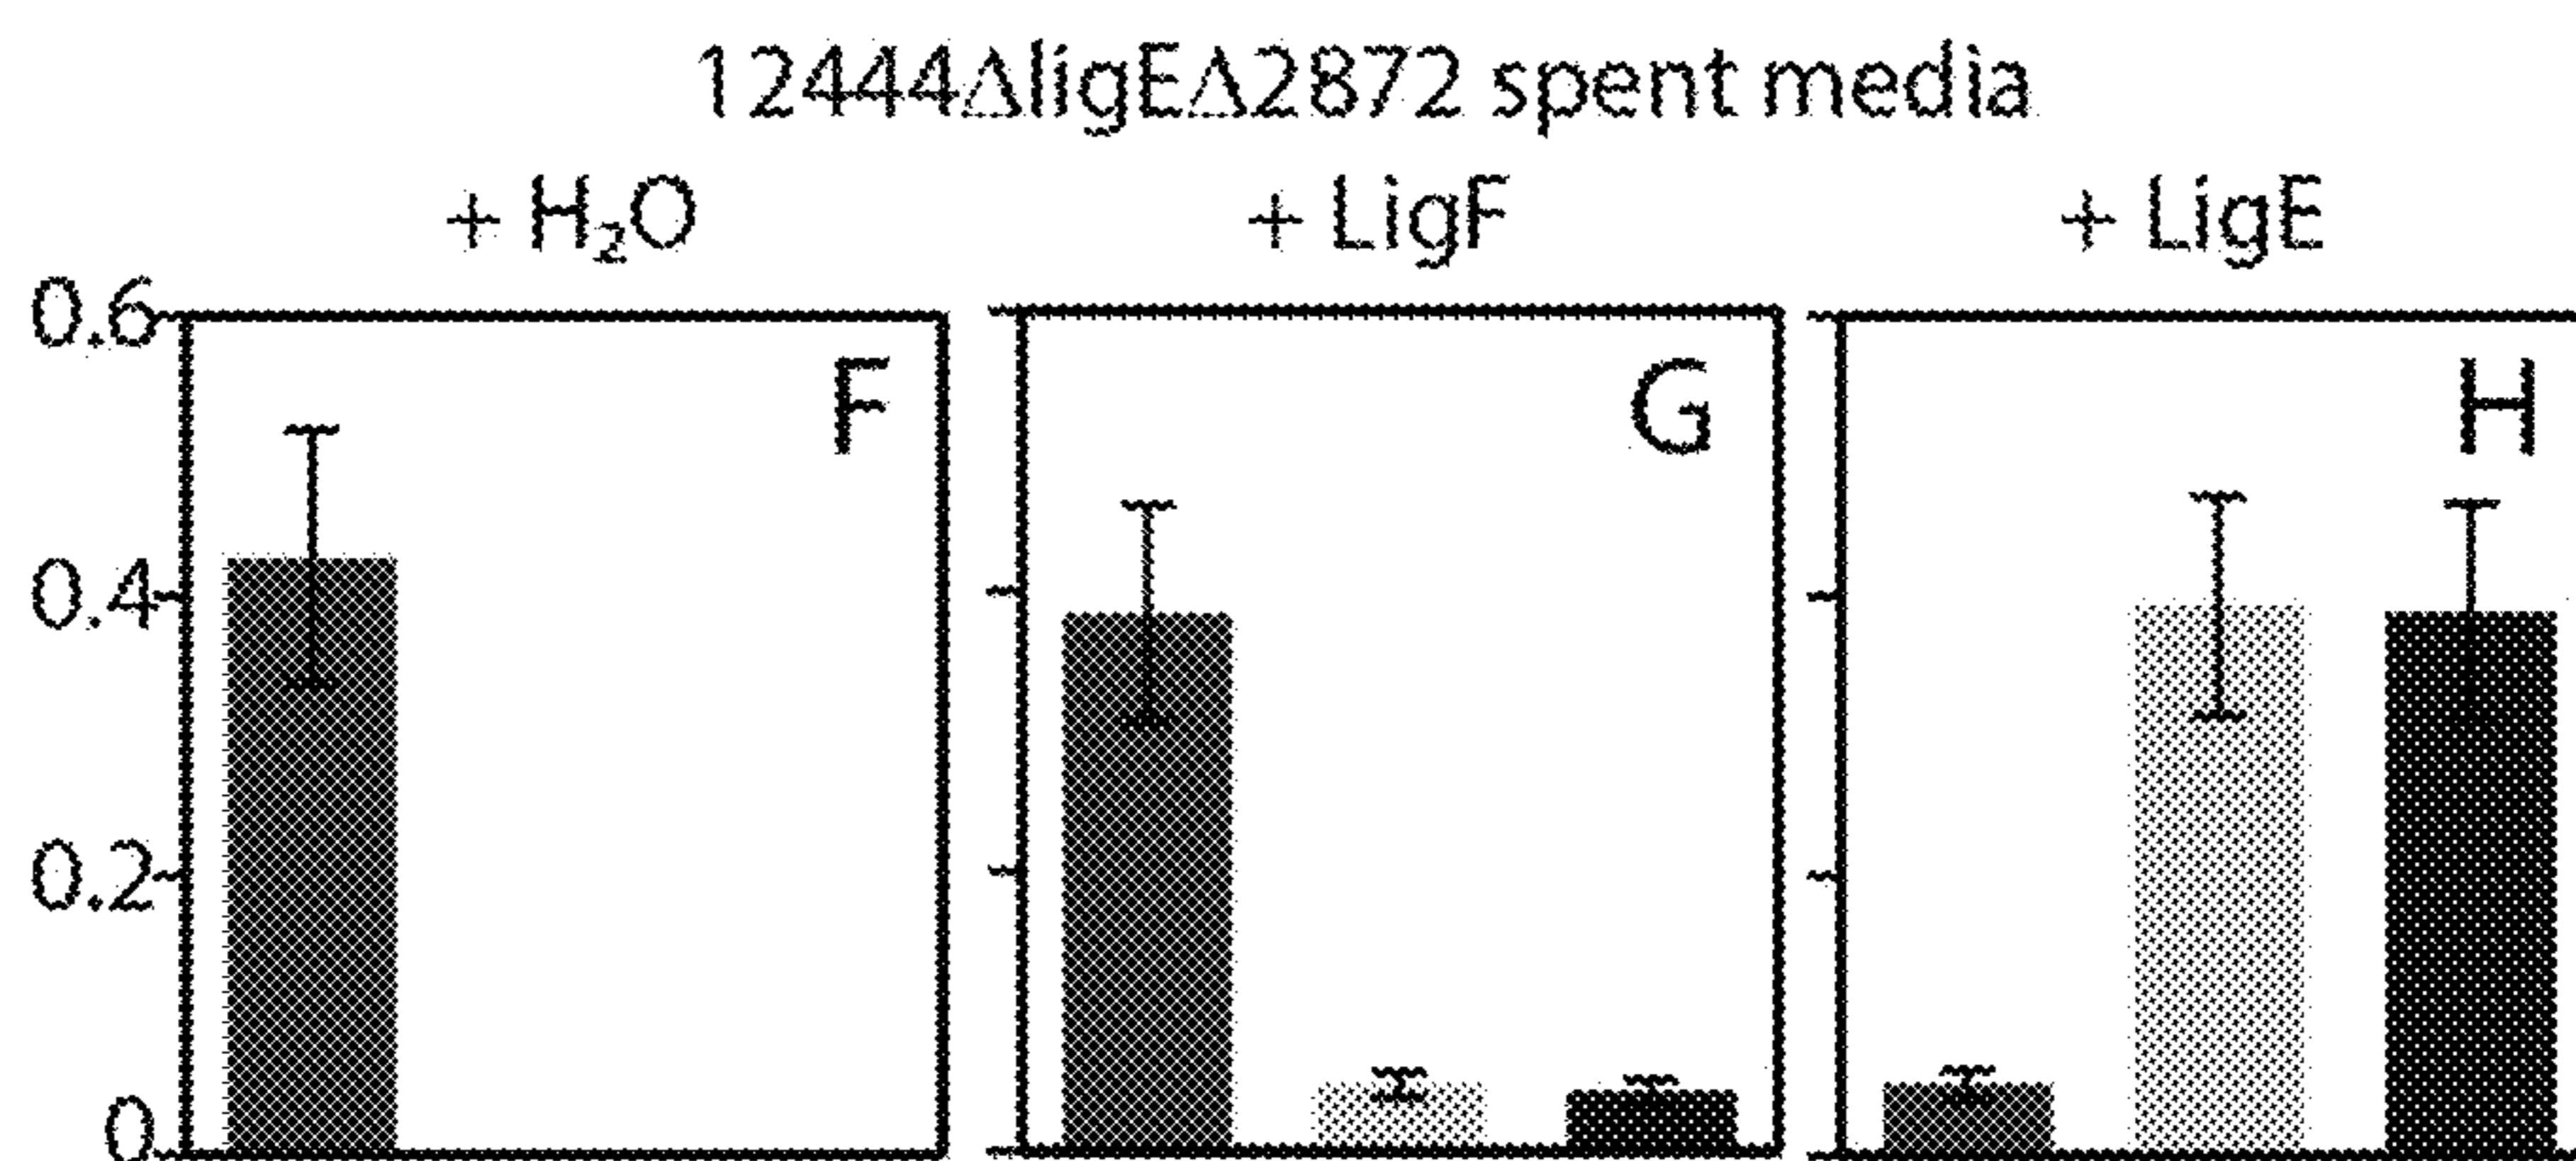 12444ΔligEΔ2872 spent media
+ H₂O + LigF + LigE
0.6
F G H
0.4
0.2
0